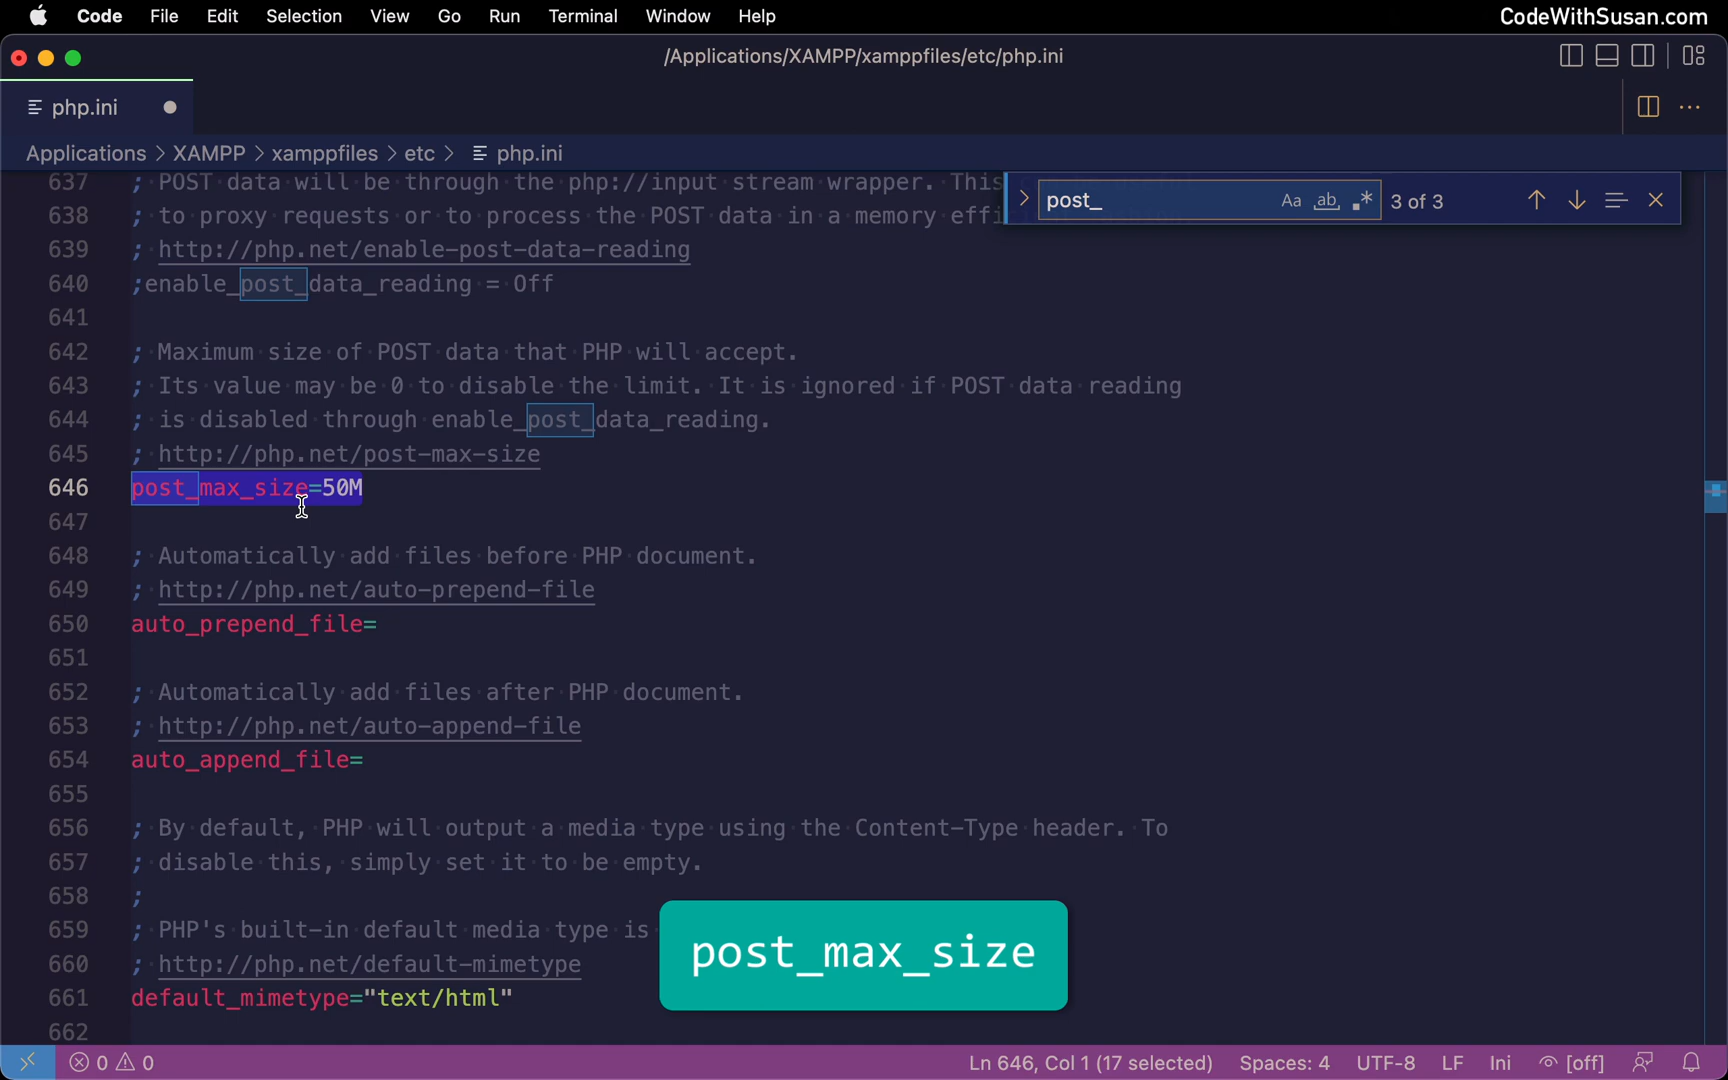 Code File Edit Selection View Go Run Terminal Window Help CodeWithSusan.com
/Applications/XAMPP/xamppfiles/etc/php.ini
php.ini
Applications > XAMPP > xamppfiles > etc > php.ini
post_ Aa ab 3 of 3
637 ; POST data will be through the php://input stream wrapper. This
638 ; to proxy requests or to process the POST data in a memory
639 ; http://php.net/enable-post-data-reading
640 ;enable_post_data_reading = Off
641
642 ; Maximum size of POST data that PHP will accept.
643 ; Its value may be 0 to disable the limit. It is ignored if POST data reading
644 ; is disabled through enable_post_data_reading.
645 ; http://php.net/post-max-size
646 post_max_size=50M
647
648 ; Automatically add files before PHP document.
649 ; http://php.net/auto-prepend-file
650 auto_prepend_file=
651
652 ; Automatically add files after PHP document.
653 ; http://php.net/auto-append-file
654 auto_append_file=
655
656 ; By default, PHP will output a media type using the Content-Type header. To
657 ; disable this, simply set it to be empty.
658 ;
659 ; PHP's built-in default media type is
660 ; http://php.net/default-mimetype
661 default_mimetype="text/html"
662
post_max_size
0 0 Ln 646, Col 1 (17 selected) Spaces: 4 UTF-8 LF Ini [off]